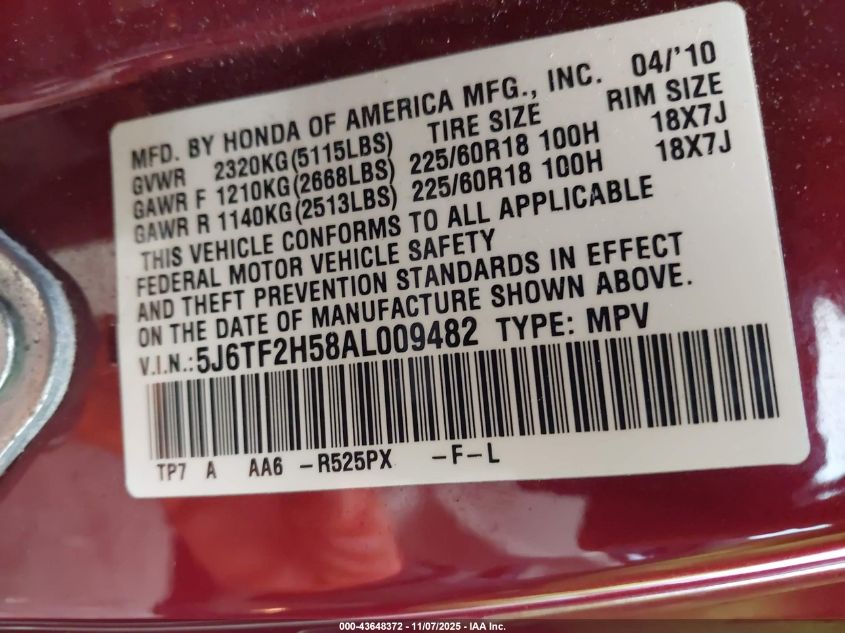 MFD. BY HONDA OF AMERICA MFG., INC. 04/'10
GVWR 2320KG(5115LBS) TIRE SIZE RIM SIZE
GAWR F 1210KG(2668LBS) 225/60R18 100H 18X7J
GAWR R 1140KG(2513LBS) 225/60R18 100H 18X7J
THIS VEHICLE CONFORMS TO ALL APPLICABLE
FEDERAL MOTOR VEHICLE SAFETY
AND THEFT PREVENTION STANDARDS IN EFFECT
ON THE DATE OF MANUFACTURE SHOWN ABOVE.
V.I.N.:5J6TF2H58AL009482 TYPE: MPV
TP7 A AA6 -R525PX -F-L
000-43648372 | 11/07/2025 - IAA Inc.